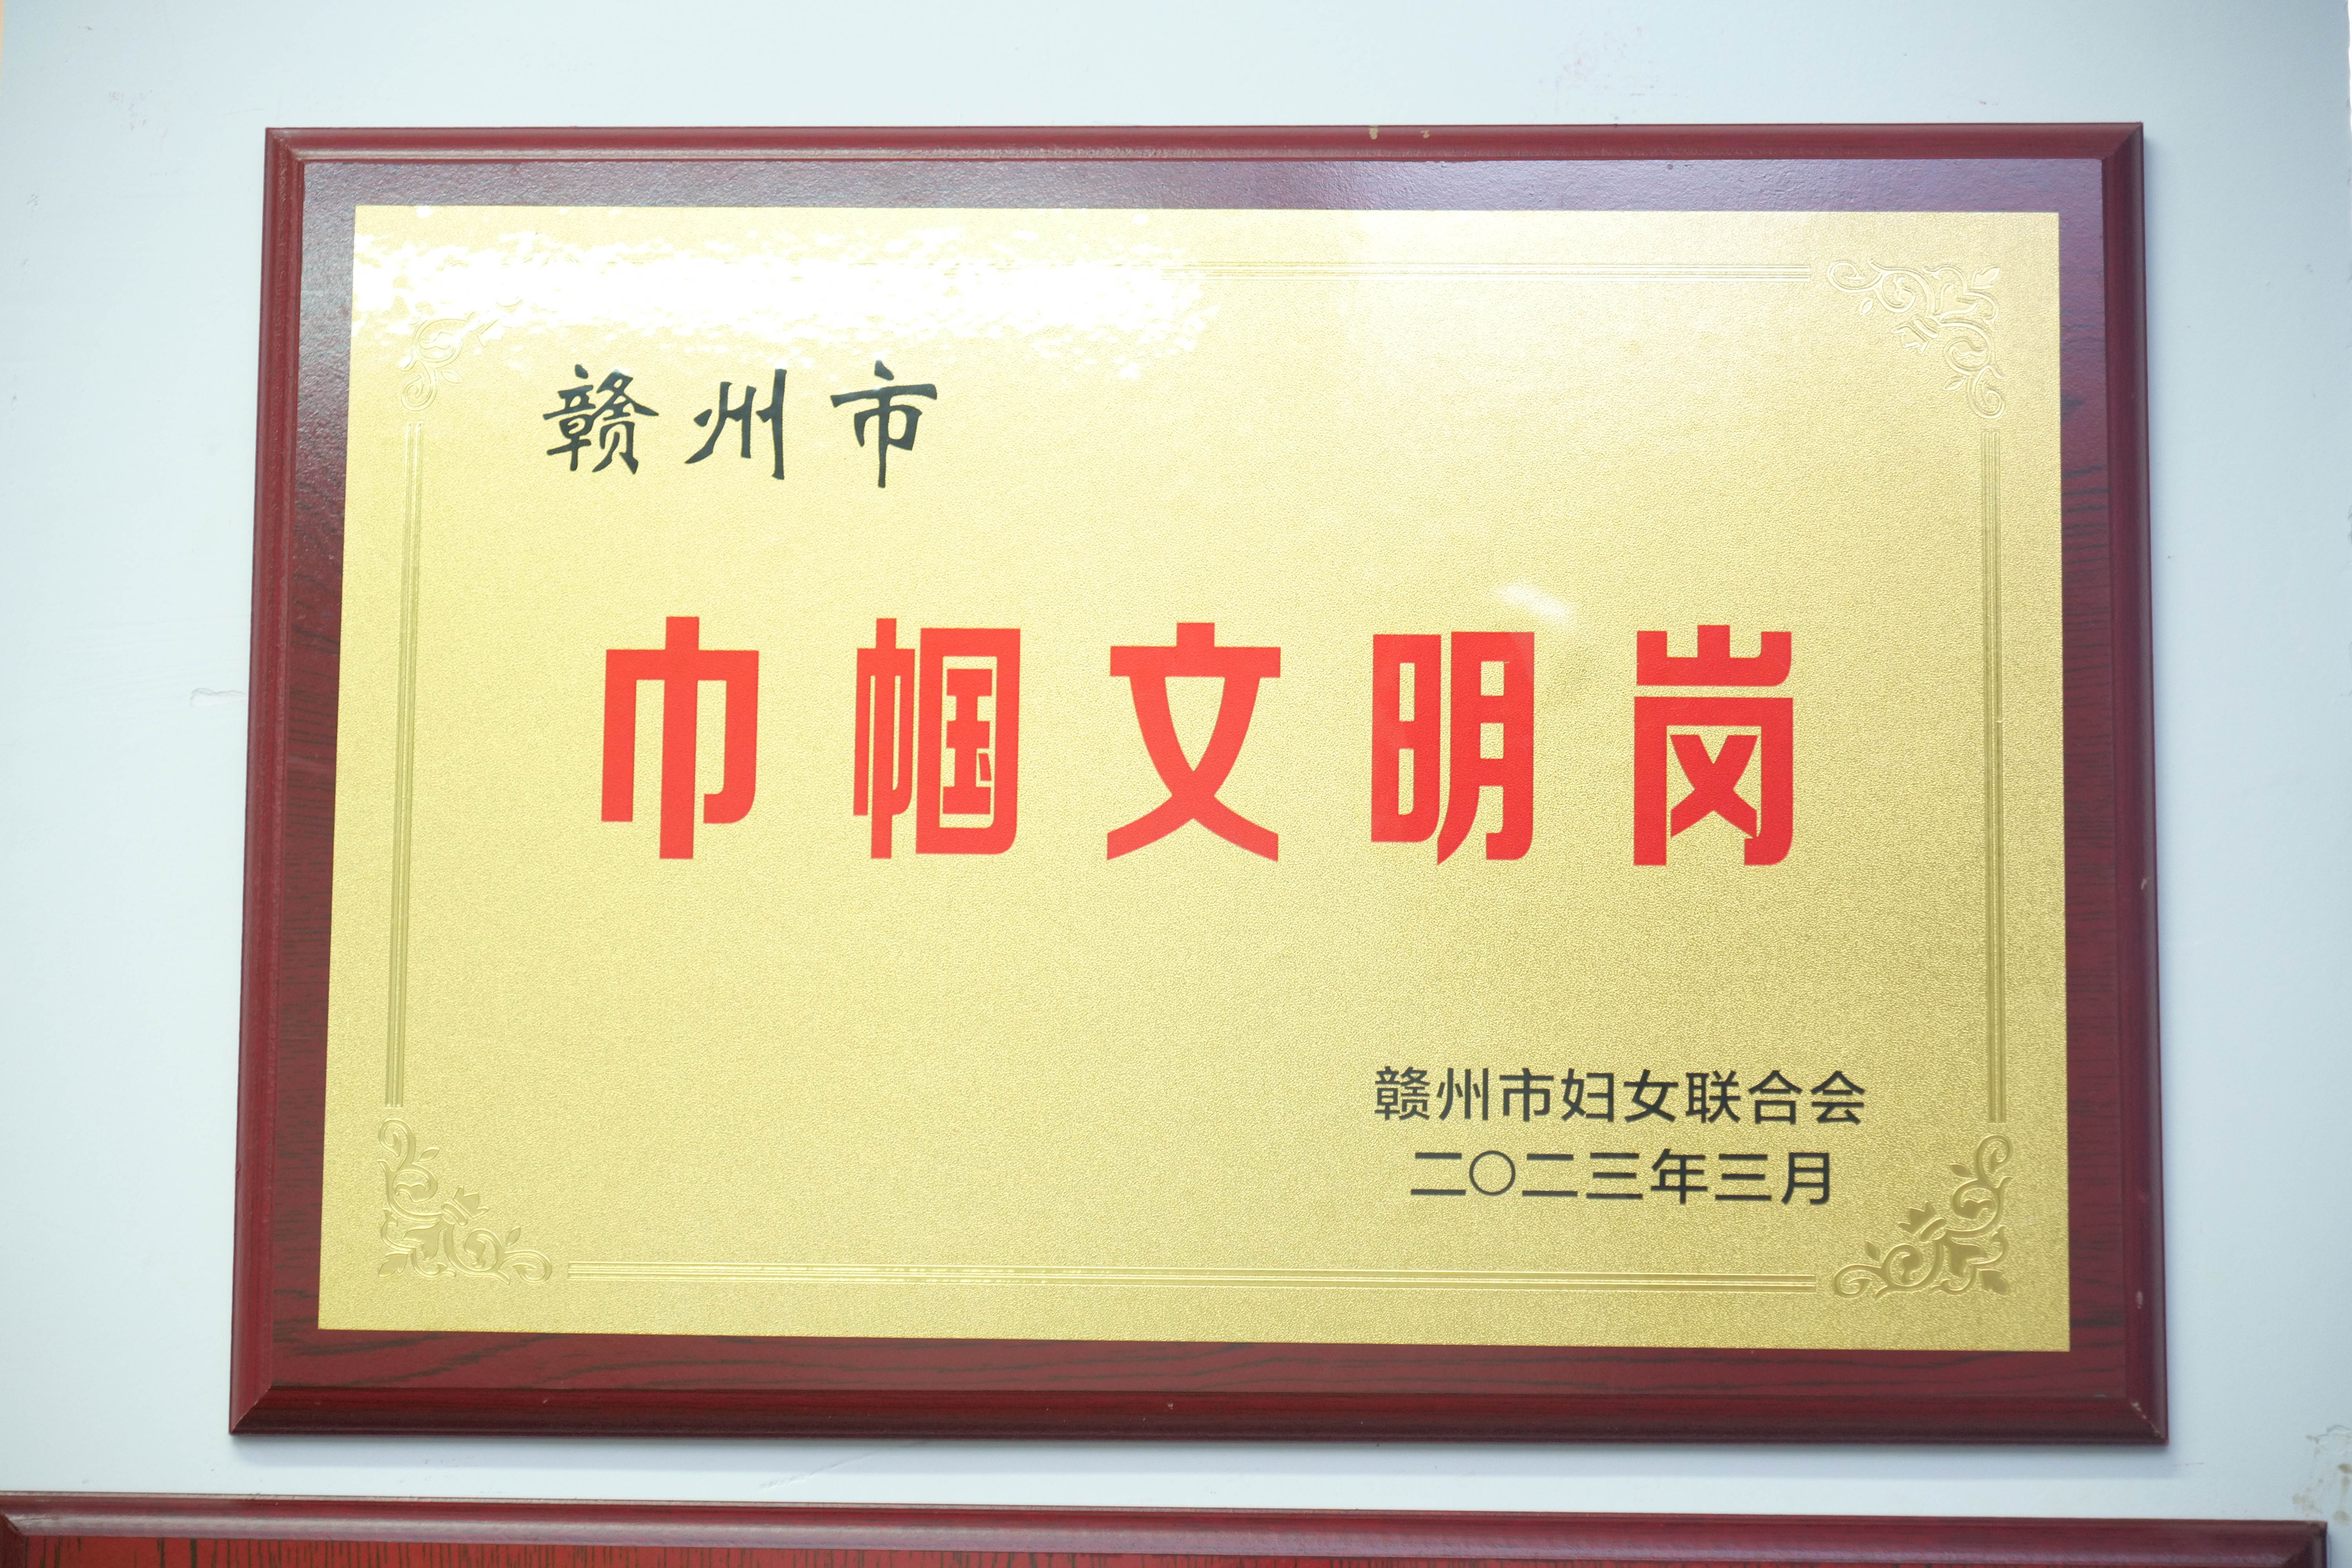 赣州市
巾帼文明岗
赣州市妇女联合会
二〇二三年三月